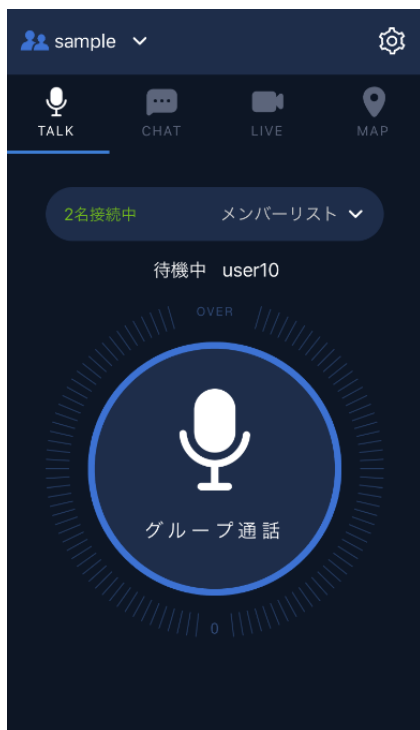 sample
TALK CHAT LIVE MAP
2名接続中 メンバーリスト
待機中 user10
OVER
グループ通話
0